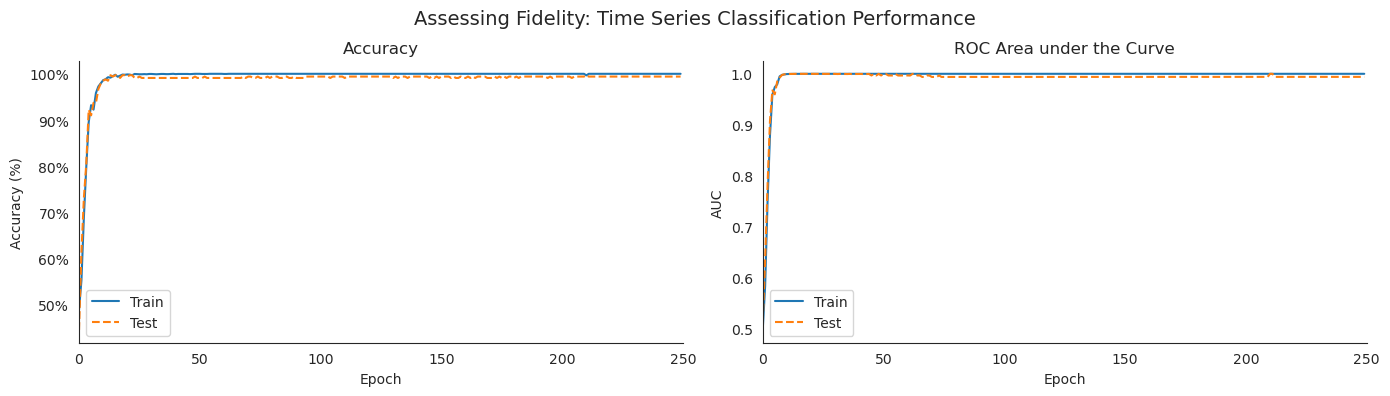 Assessing Fidelity: Time Series Classification Performance
Accuracy
100%
90%
80%
70%
60%
50%
Accuracy (%)
Train
Test
0 50 100 150 200 250
Epoch
ROC Area under the Curve
1.0
0.9
0.8
0.7
0.6
0.5
AUC
Train
Test
0 50 100 150 200 250
Epoch